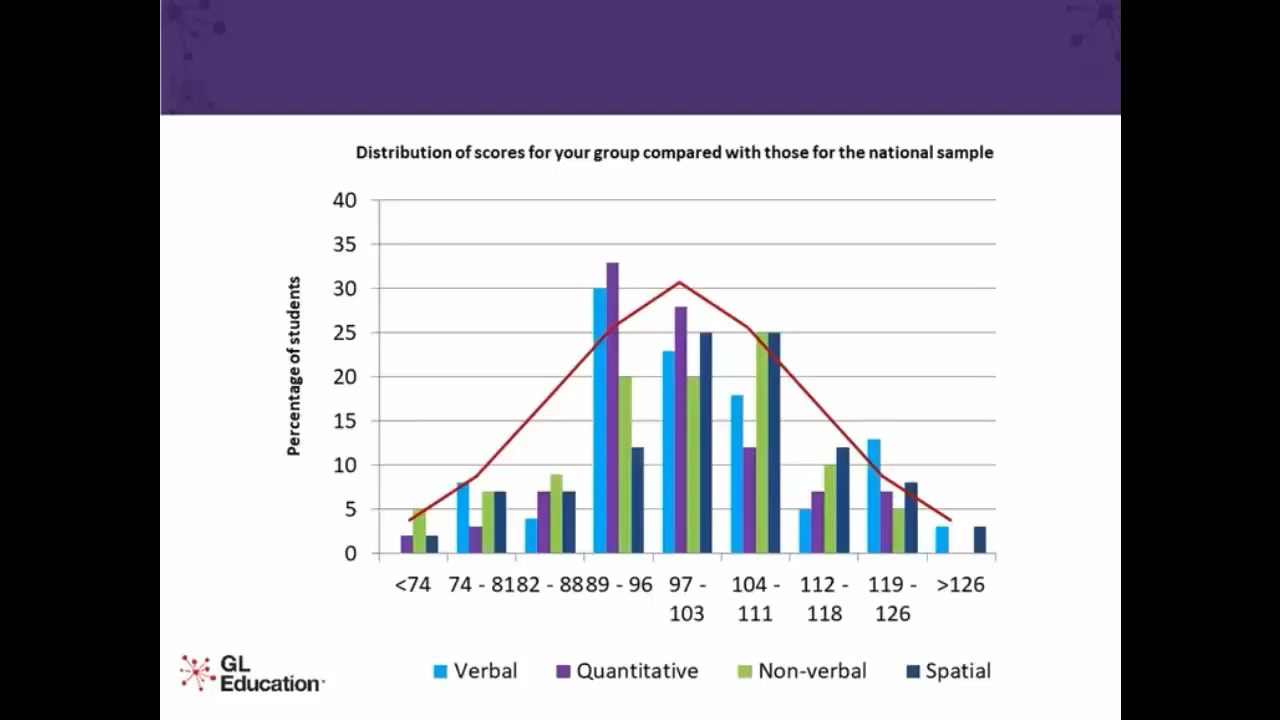 Distribution of scores for your group compared with those for the national sample
Percentage of students
40
35
30
25
20
15
10
5
0
<74 74 - 81 82 - 88 89 - 96 97 - 104 - 112 - 119 - >126
103 111 118 126
GL
Education
Verbal Quantitative Non-verbal Spatial